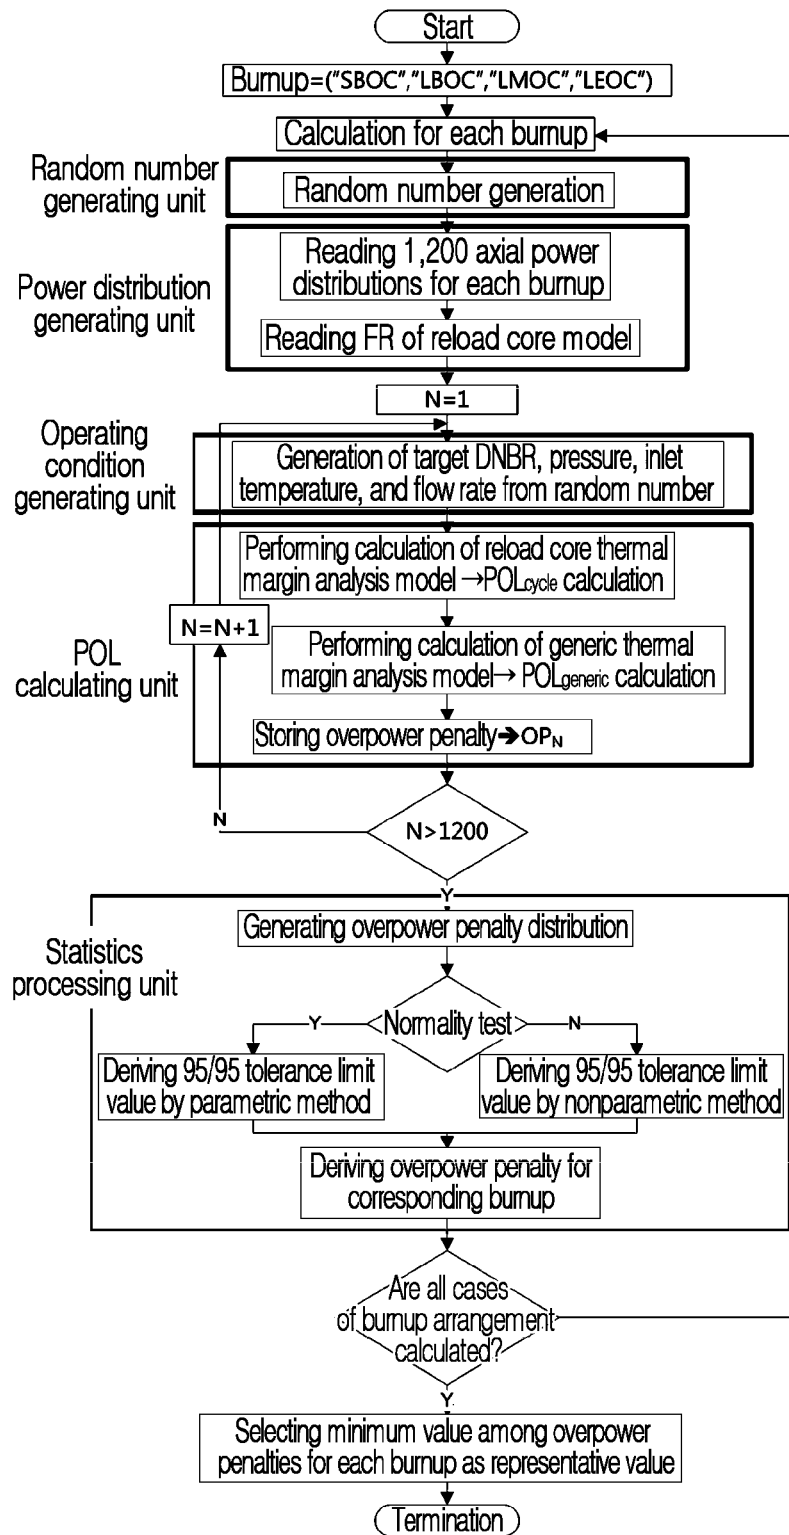 Start
Burnup=("SBOC","LBOC","LMOC","LEOC")
Calculation for each burnup
Random number
generating unit
Random number generation
Power distribution
generating unit
Reading 1,200 axial power
distributions for each burnup
Reading FR of reload core model
N=1
Operating
condition
generating unit
Generation of target DNBR, pressure, inlet
temperature, and flow rate from random number
POL
calculating unit
Performing calculation of reload core thermal
margin analysis model →POLcycle calculation
N=N+1
Performing calculation of generic thermal
margin analysis model→ POLgeneric calculation
Storing overpower penalty➔OPN
N
N>1200
Y
Statistics
processing unit
Generating overpower penalty distribution
Y
Normality test
N
Deriving 95/95 tolerance limit
value by parametric method
Deriving 95/95 tolerance limit
value by nonparametric method
Deriving overpower penalty for
corresponding burnup
Are all cases
of burnup arrangement
calculated?
Y
Selecting minimum value among overpower
penalties for each burnup as representative value
Termination